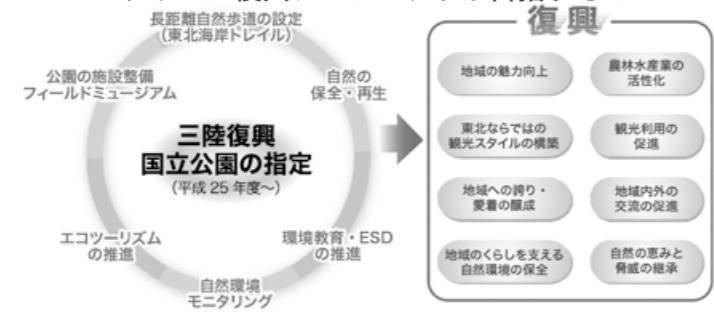 長距離自然歩道の設定
（東北海岸トレイル）
公園の施設整備
フィールドミュージアム
自然の
保全・再生
三陸復興
国立公園の指定
（平成 25 年度〜）
エコツーリズム
の推進
環境教育・ESD
の推進
自然環境
モニタリング
復興
地域の魅力向上
農林水産業の
活性化
東北ならではの
観光スタイルの構築
観光利用の
促進
地域への誇り・
愛着の醸成
地域内外の
交流の促進
地域のくらしを支える
自然環境の保全
自然の恵みと
脅威の継承